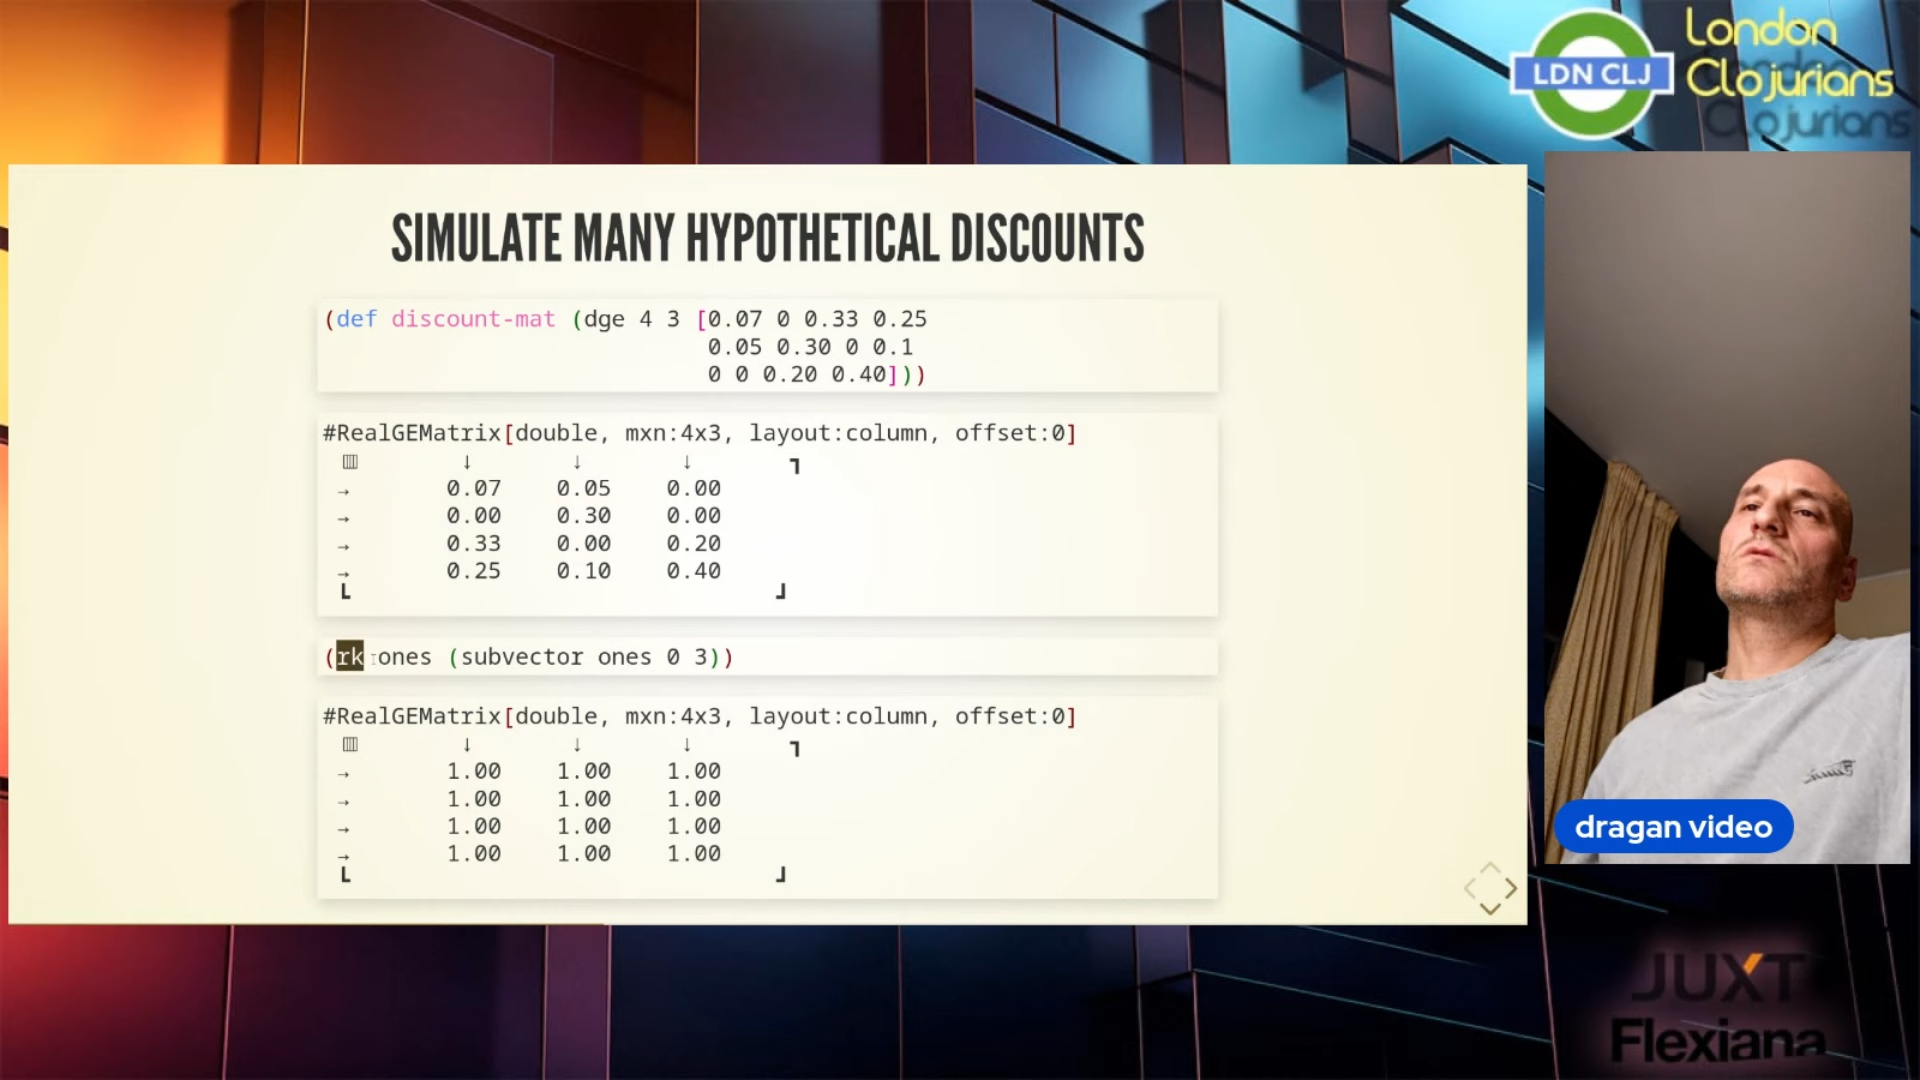 London
Clojurians
LDN CLJ
SIMULATE MANY HYPOTHETICAL DISCOUNTS
(def discount-mat (dge 4 3 [0.07 0 0.33 0.25
0.05 0.30 0 0.1
0 0 0.20 0.40]))
#RealGEMatrix[double, mxn:4x3, layout:column, offset:0]
▥ ↓ ↓ ↓ ┓
→ 0.07 0.05 0.00
→ 0.00 0.30 0.00
→ 0.33 0.00 0.20
→ 0.25 0.10 0.40
┗ ┛
(rk ones (subvector ones 0 3))
#RealGEMatrix[double, mxn:4x3, layout:column, offset:0]
▥ ↓ ↓ ↓ ┓
→ 1.00 1.00 1.00
→ 1.00 1.00 1.00
→ 1.00 1.00 1.00
→ 1.00 1.00 1.00
┗ ┛
dragan video
JUXT
Flexiana